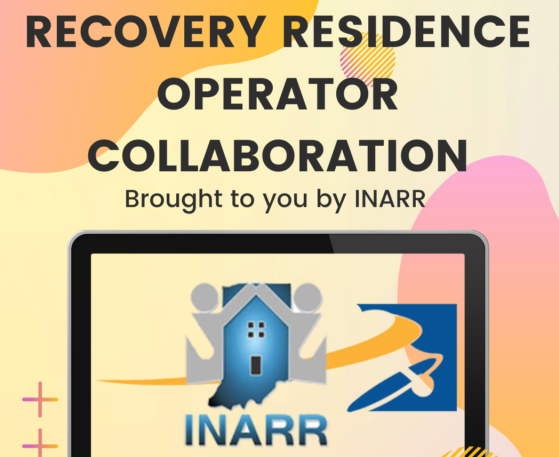 RECOVERY RESIDENCE
OPERATOR
COLLABORATION
Brought to you by INARR
INARR